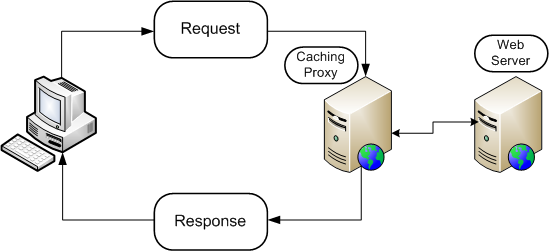 Request
Caching
Proxy
Web
Server
Response